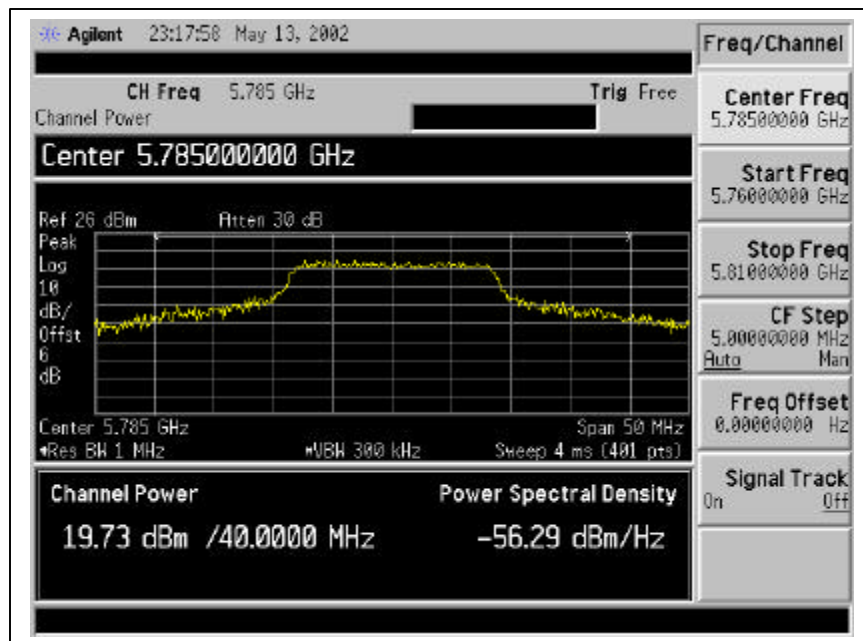 Agilent 23:17:58 May 13, 2002
Freq/Channel
CH Freq 5.785 GHz Trig Free
Channel Power
Center 5.785000000 GHz
Ref 26 dBm Atten 30 dB
Peak
Log
10
dB/
Offst
6
dB
Center 5.785 GHz Span 50 MHz
#Res BW 1 MHz #VBW 300 kHz Sweep 4 ms (401 pts)
Channel Power Power Spectral Density
19.73 dBm /40.0000 MHz -56.29 dBm/Hz
Center Freq
5.78500000 GHz
Start Freq
5.76000000 GHz
Stop Freq
5.81000000 GHz
CF Step
5.00000000 MHz
Auto Man
Freq Offset
0.00000000 Hz
Signal Track
On Off